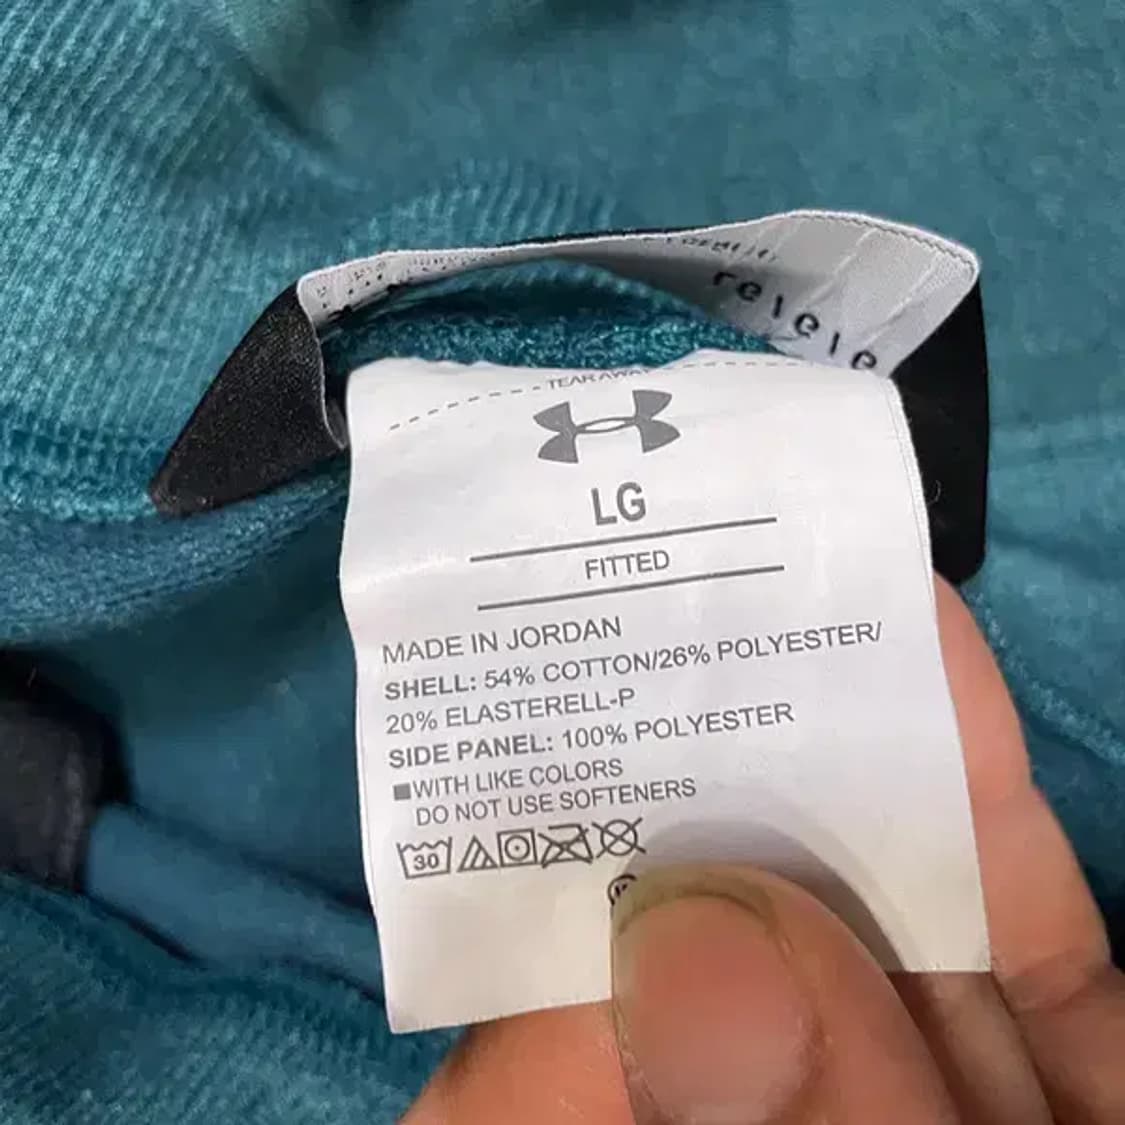 TEAR AWAY
LG
FITTED
MADE IN JORDAN
SHELL: 54% COTTON/26% POLYESTER/
20% ELASTERELL-P
SIDE PANEL: 100% POLYESTER
■WITH LIKE COLORS
DO NOT USE SOFTENERS
30